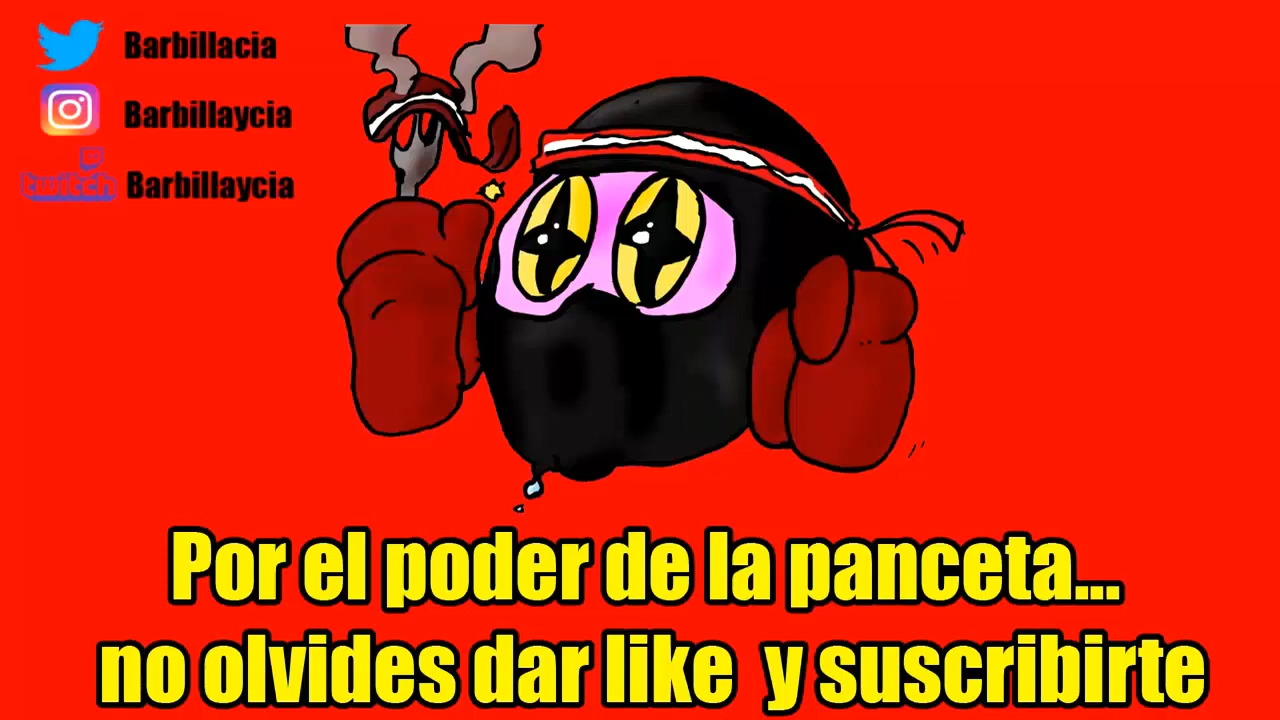 Barbillacia
Barbillaycia
twitch Barbillaycia
Por el poder de la panceta...
no olvides dar like y suscribirte